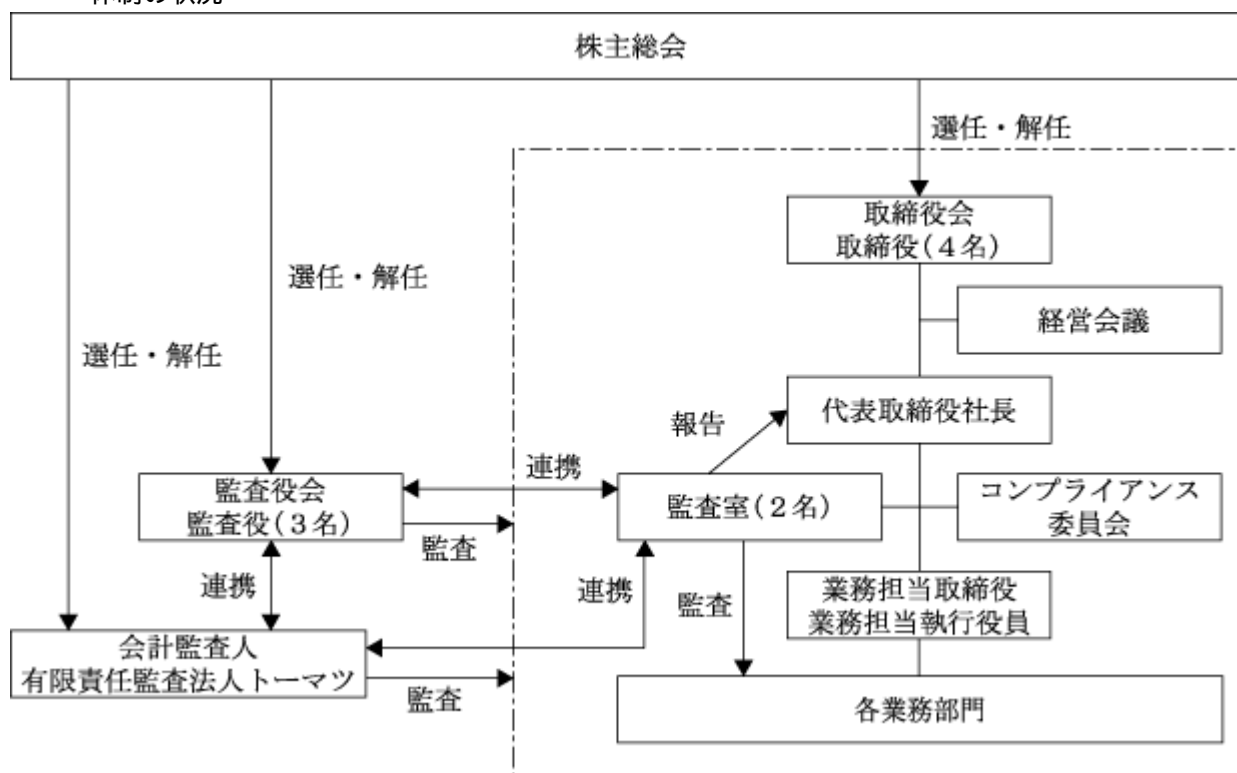 体制の状況
株主総会
選任・解任
取締役会
取締役(4名)
選任・解任
経営会議
選任・解任
代表取締役社長
報告
連携
監査役会
監査役(3名)
監査室(2名)
コンプライアンス
委員会
監査
連携
連携
監査
業務担当取締役
業務担当執行役員
会計監査人
有限責任監査法人トーマツ
監査
各業務部門